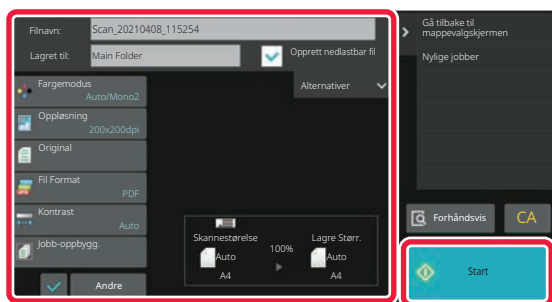 Filnavn:
Scan_20210408_115254
Lagret til:
Main Folder
Opprett nedlastbar fil
Fargemodus
Auto/Mono2
Oppløsning
200x200dpi
Original
Fil Format
PDF
Kontrast
Auto
Jobb-oppbygg.
Andre
Alternativer
Skannestørelse
Auto
A4
100%
Lagre Størr.
Auto
A4
Gå tilbake til
mappevalgskjermen
Nylige jobber
Forhåndsvis
CA
Start